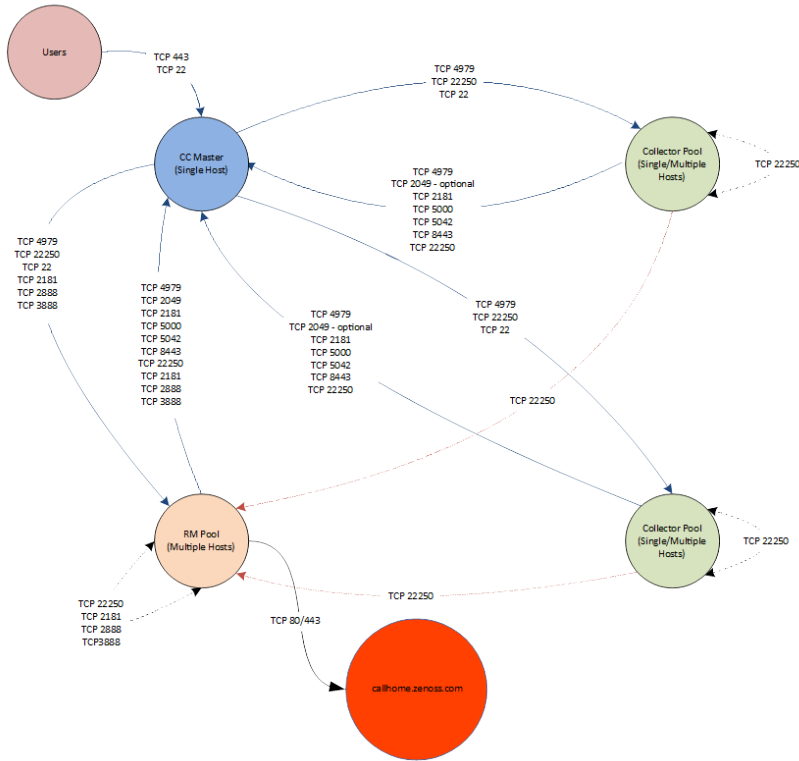 Users
TCP 443
TCP 22
TCP 4979
TCP 22250
TCP 22
CC Master
(Single Host)
Collector Pool
(Single/Multiple
Hosts)
TCP 22250
TCP 4979
TCP 2049 - optional
TCP 2181
TCP 5000
TCP 5042
TCP 8443
TCP 22250
TCP 4979
TCP 22250
TCP 22
TCP 2181
TCP 2888
TCP 3888
TCP 4979
TCP 2049
TCP 2181
TCP 5000
TCP 5042
TCP 8443
TCP 22250
TCP 2181
TCP 2888
TCP 3888
TCP 4979
TCP 2049 - optional
TCP 2181
TCP 5000
TCP 5042
TCP 8443
TCP 22250
TCP 4979
TCP 22250
TCP 22
TCP 22250
RM Pool
(Multiple Hosts)
Collector Pool
(Single/Multiple
Hosts)
TCP 22250
TCP 22250
TCP 2181
TCP 2888
TCP3888
TCP 22250
TCP 80/443
callhome.zenoss.com